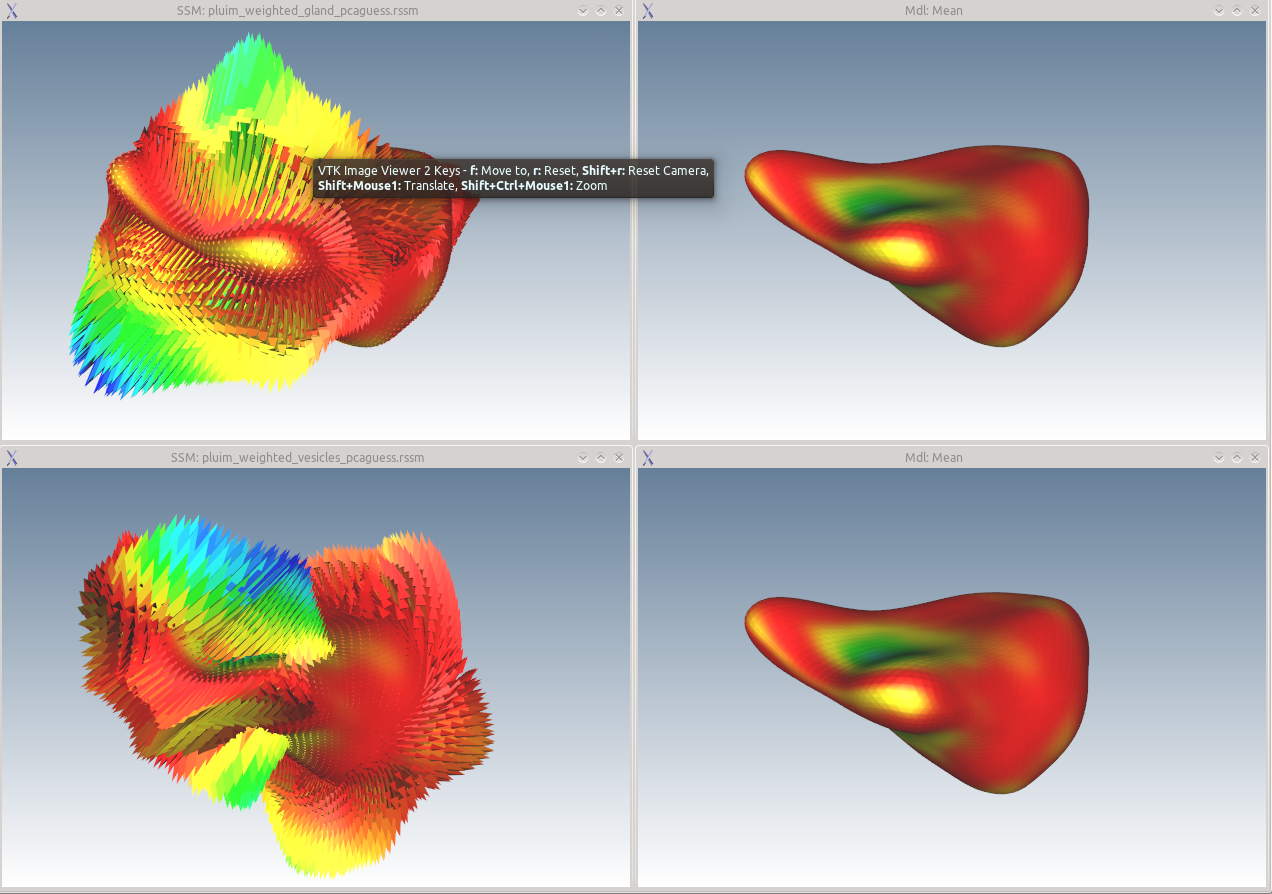 SSM: pluim_weighted_gland_pcaguess.rssm
Mdl: Mean
VTK Image Viewer 2 Keys - f: Move to, r: Reset, Shift+r: Reset Camera,
Shift+Mouse1: Translate, Shift+Ctrl+Mouse1: Zoom
SSM: pluim_weighted_vesicles_pcaguess.rssm
Mdl: Mean